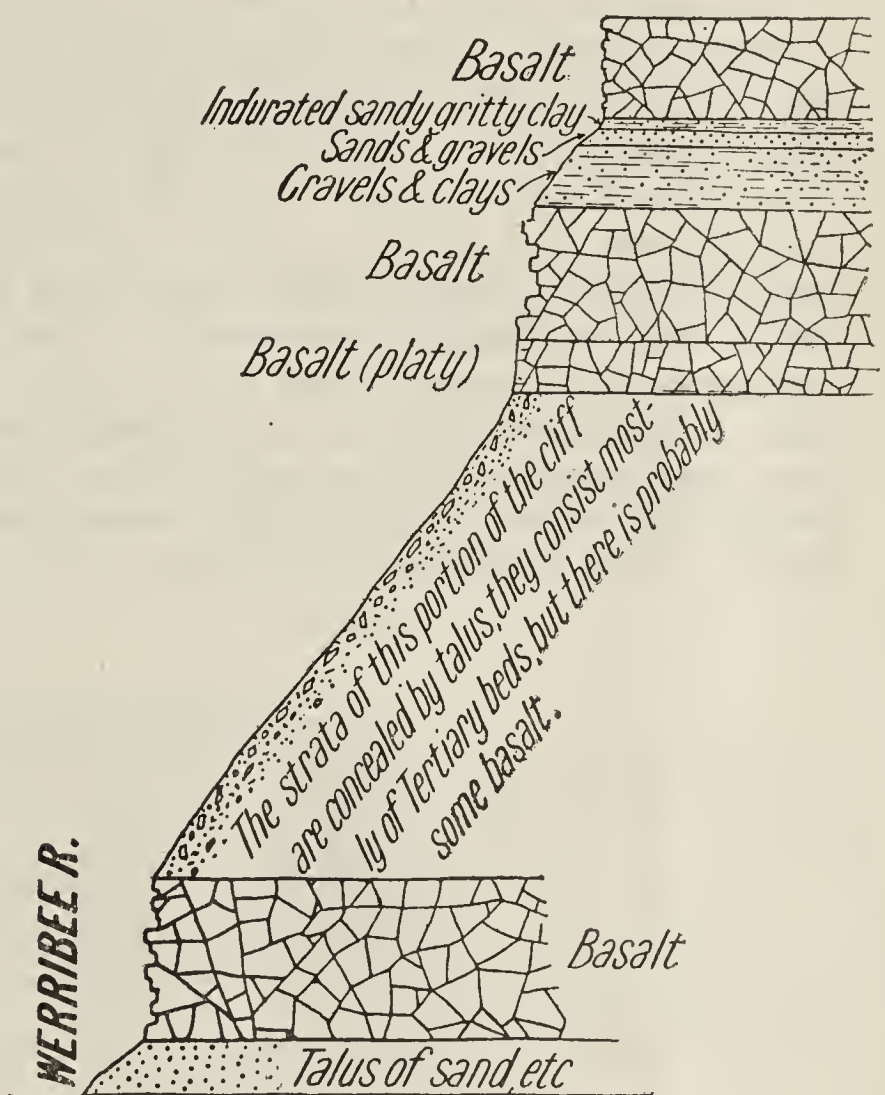 Basalt
Indurated sandy gritty clay
Sands & gravels
Gravels & clays
Basalt
Basalt (platy)
The strata of this portion of the cliff
are concealed by talus, they consist most-
ly of Tertiary beds, but there is probably
some basalt.
WERRIBEE R.
Basalt
Talus of sand, etc